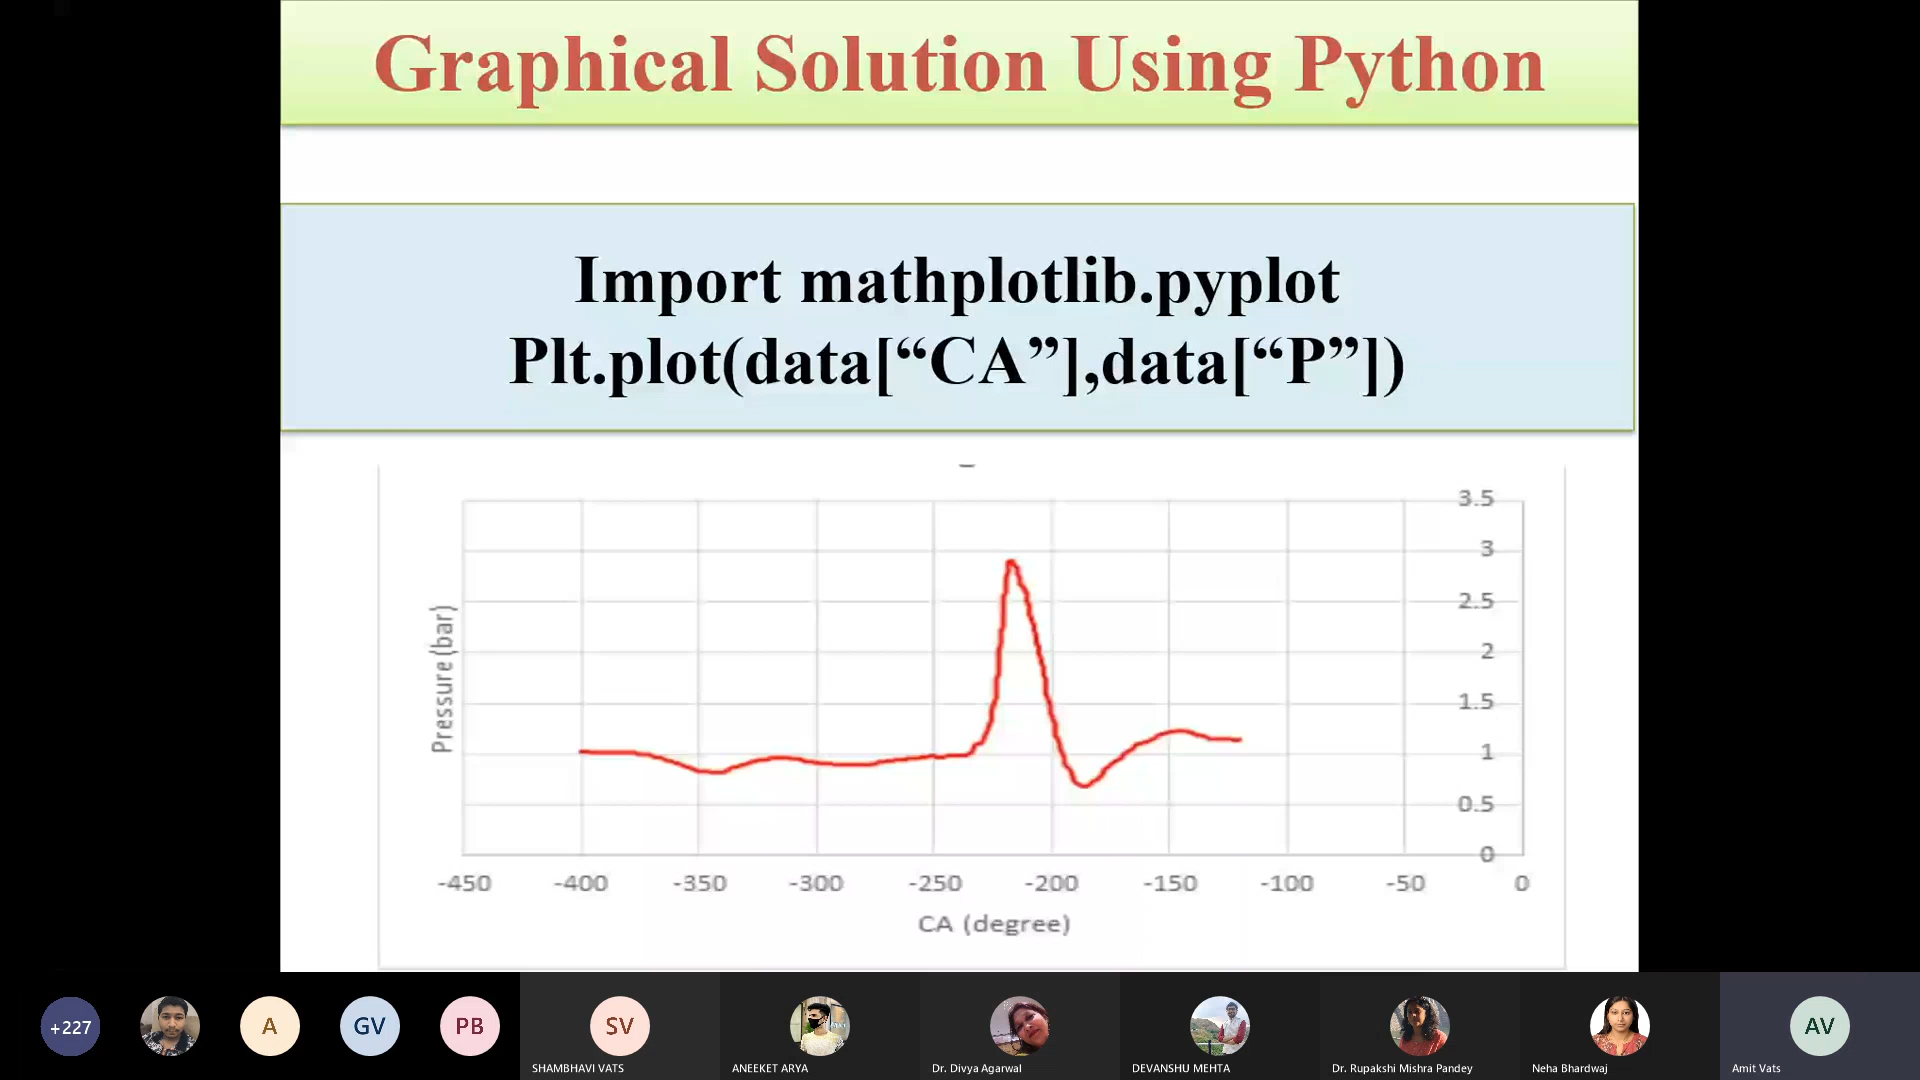 Graphical Solution Using Python
Import mathplotlib.pyplot
Plt.plot(data[“CA”],data[“P”])
3.5
3
2.5
2
1.5
1
0.5
0
Pressure(bar)
-450 -400 -350 -300 -250 -200 -150 -100 -50 0
CA (degree)
+227 A GV PB SV AV
SHAMBHAVI VATS ANEEKET ARYA Dr. Divya Agarwal DEVANSHU MEHTA Dr. Rupakshi Mishra Pandey Neha Bhardwaj Amit Vats